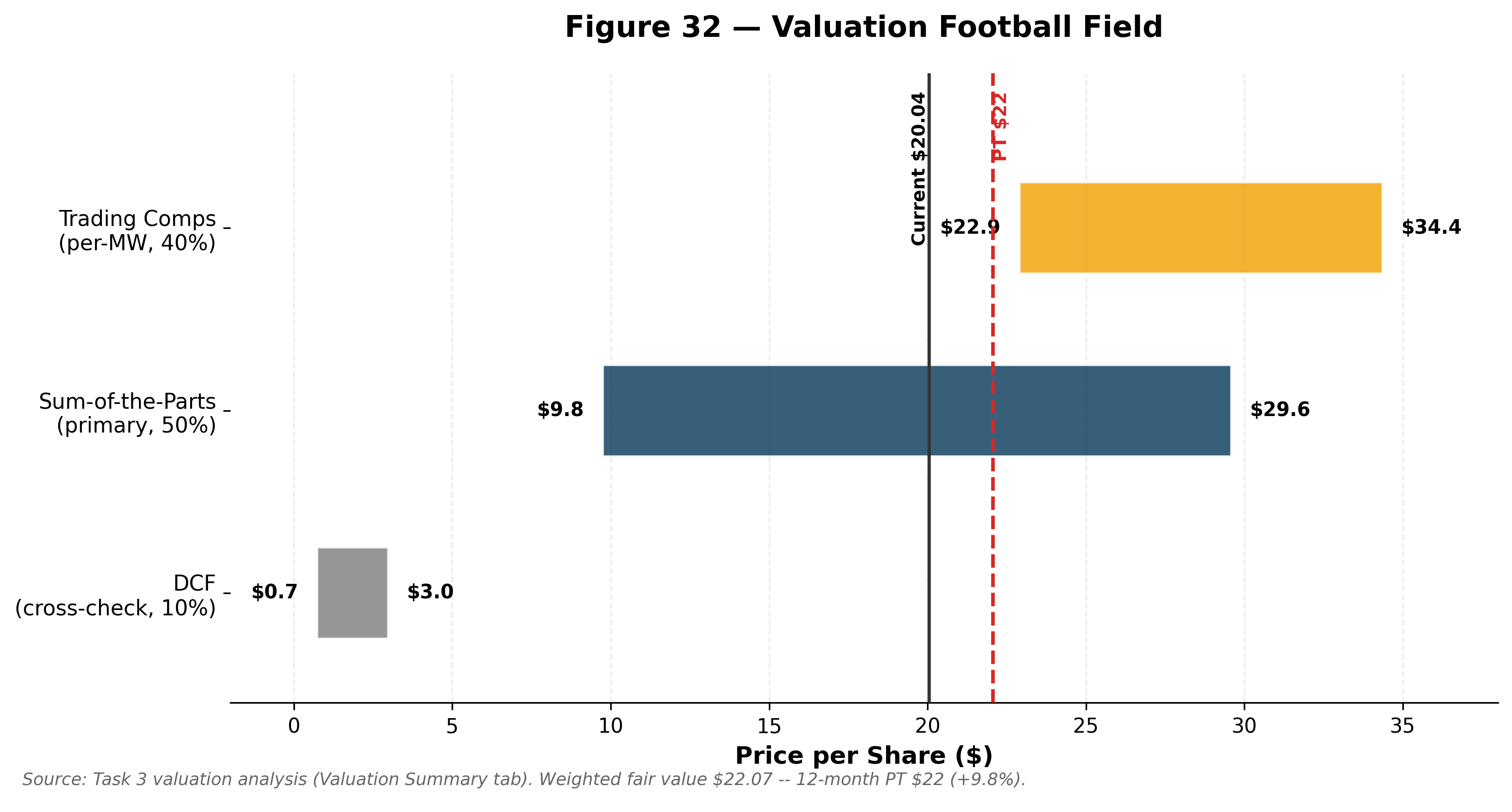 Figure 32 — Valuation Football Field
Current $20.04
PT $22
Trading Comps
(per-MW, 40%)
$22.9
$34.4
Sum-of-the-Parts
(primary, 50%)
$9.8
$29.6
DCF
(cross-check, 10%)
$0.7
$3.0
0 5 10 15 20 25 30 35
Price per Share ($)
Source: Task 3 valuation analysis (Valuation Summary tab). Weighted fair value $22.07 -- 12-month PT $22 (+9.8%).